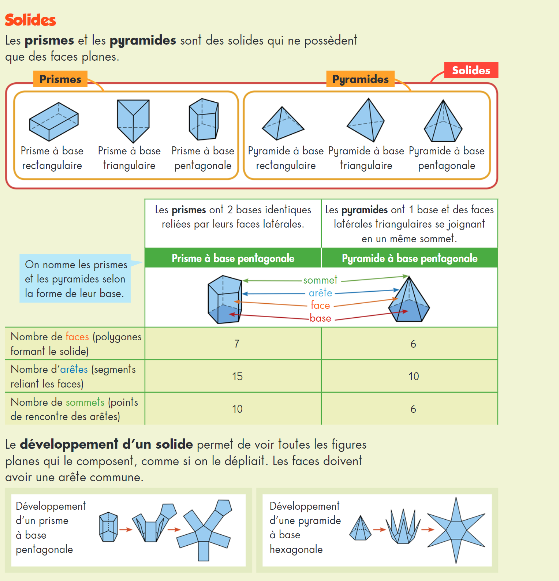 Solides
Les prismes et les pyramides sont des solides qui ne possèdent
que des faces planes.
Solides
Prismes
Pyramides
Prisme à base
rectangulaire
Prisme à base
triangulaire
Prisme à base
pentagonale
Pyramide à base
rectangulaire
Pyramide à base
triangulaire
Pyramide à base
pentagonale
Les prismes ont 2 bases identiques
reliées par leurs faces latérales.
Les pyramides ont 1 base et des faces
latérales triangulaires se joignant
en un même sommet.
On nomme les prismes
et les pyramides selon
la forme de leur base.
Prisme à base pentagonale
Pyramide à base pentagonale
sommet
arête
face
base
Nombre de faces (polygones
formant le solide)
7
6
Nombre d'arêtes (segments
reliant les faces)
15
10
Nombre de sommets (points
de rencontre des arêtes)
10
6
Le développement d'un solide permet de voir toutes les figures
planes qui le composent, comme si on le dépliait. Les faces doivent
avoir une arête commune.
Développement
d'un prisme
à base
pentagonale
Développement
d'une pyramide
à base
hexagonale